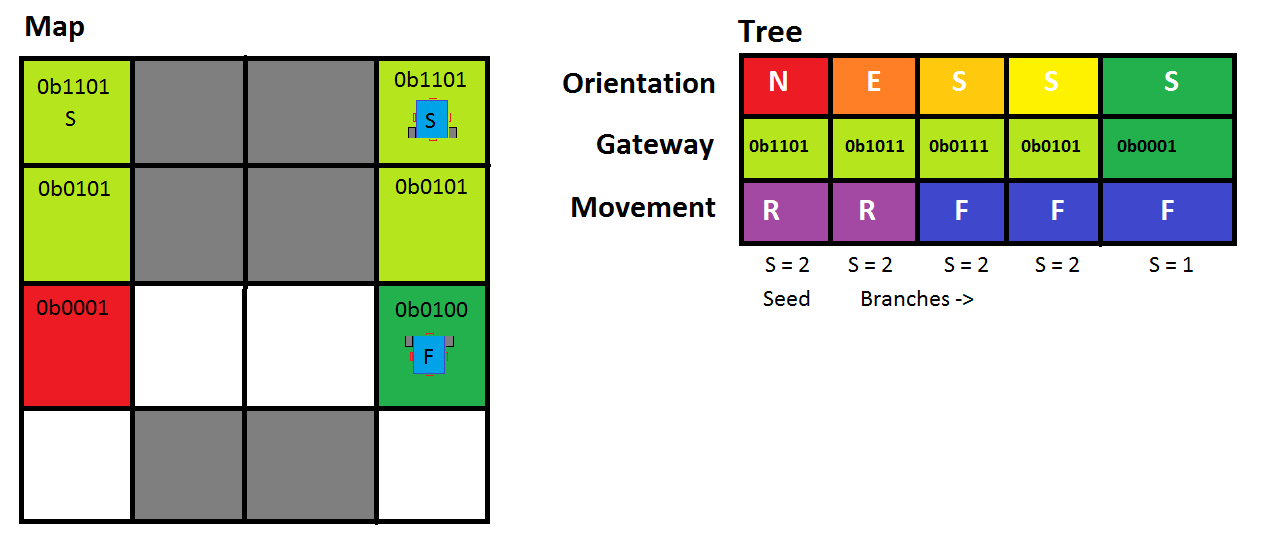 Map
0b1101
S
0b1101
S
0b0101
0b0101
0b0001
0b0100
F
Tree
Orientation N E S S S
Gateway 0b1101 0b1011 0b0111 0b0101 0b0001
Movement R R F F F
S = 2 S = 2 S = 2 S = 2 S = 1
Seed Branches ->